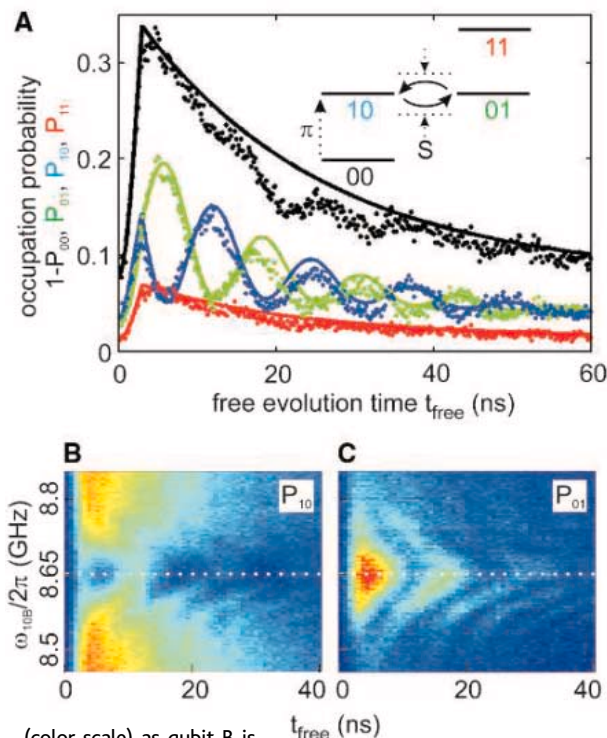 A
occupation probability
1-P00, P01, P10, P11
0.3
0.2
0.1
0
0
20
40
60
free evolution time tfree (ns)
11
10
01
π
S
00
B
C
P10
P01
ω10B/2π (GHz)
8.8
8.65
8.5
0
20
40
0
20
40
tfree (ns)
(color scale) as qubit B is